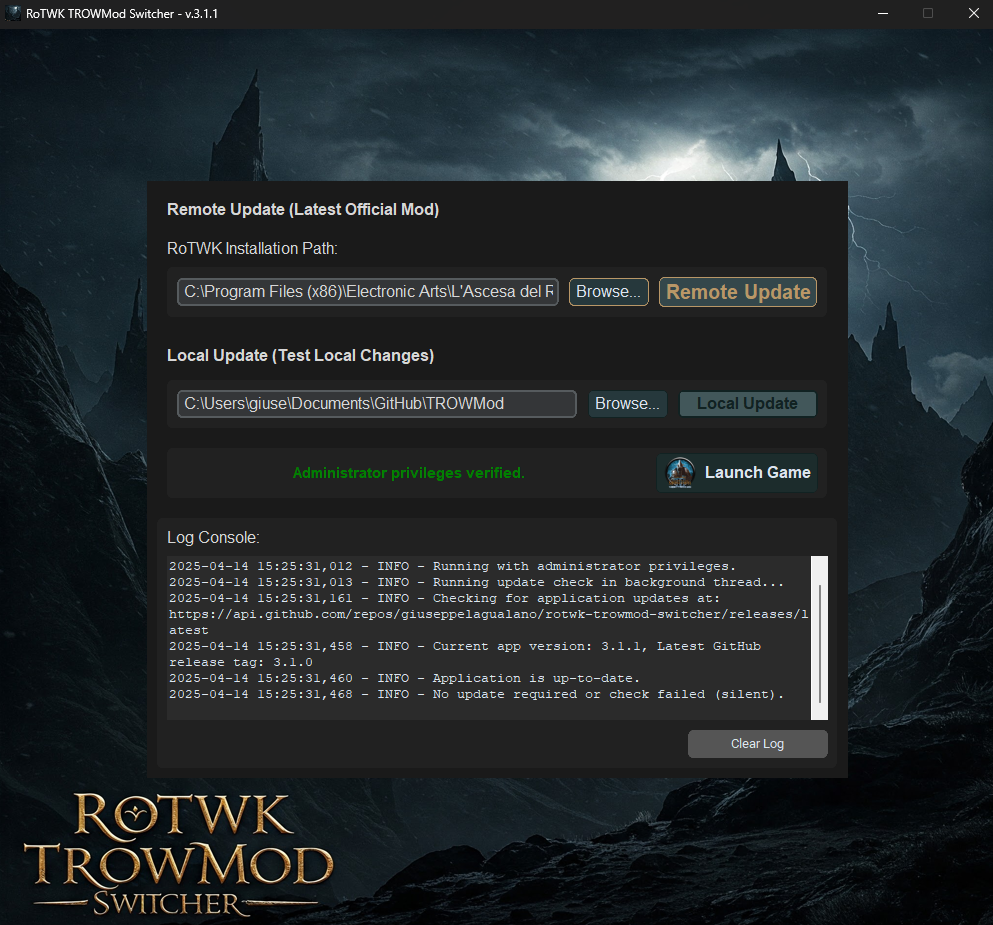 RoTWK TROWMod Switcher - v.3.1.1
Remote Update (Latest Official Mod)
RoTWK Installation Path:
C:\Program Files (x86)\Electronic Arts\L'Ascesa del R
Browse...
Remote Update
Local Update (Test Local Changes)
C:\Users\giuse\Documents\GitHub\TROWMod
Browse...
Local Update
Administrator privileges verified.
Launch Game
Log Console:
2025-04-14 15:25:31,012 - INFO - Running with administrator privileges.
2025-04-14 15:25:31,013 - INFO - Running update check in background thread...
2025-04-14 15:25:31,161 - INFO - Checking for application updates at:
https://api.github.com/repos/giuseppelagualano/rotwk-trowmod-switcher/releases/l
atest
2025-04-14 15:25:31,458 - INFO - Current app version: 3.1.1, Latest GitHub
release tag: 3.1.0
2025-04-14 15:25:31,460 - INFO - Application is up-to-date.
2025-04-14 15:25:31,468 - INFO - No update required or check failed (silent).
Clear Log
RoTWK
TROWMOD
SWITCHER